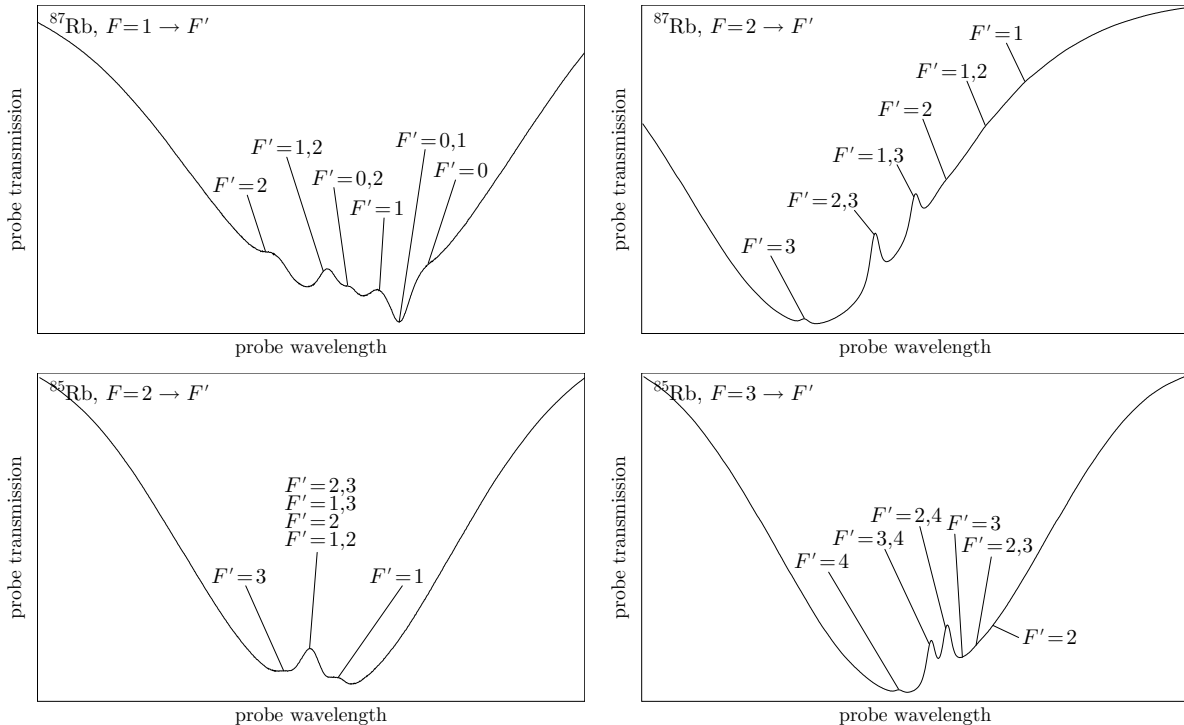 ⁸⁷Rb, F=1 → F′
F′=1,2
F′=0,1
F′=2
F′=0,2
F′=0
F′=1
probe transmission
probe wavelength
⁸⁷Rb, F=2 → F′
F′=1
F′=1,2
F′=2
F′=1,3
F′=2,3
F′=3
probe transmission
probe wavelength
⁸⁵Rb, F=2 → F′
F′=2,3
F′=1,3
F′=2
F′=1,2
F′=3
F′=1
probe transmission
probe wavelength
⁸⁵Rb, F=3 → F′
F′=2,4
F′=3
F′=3,4
F′=2,3
F′=4
F′=2
probe transmission
probe wavelength